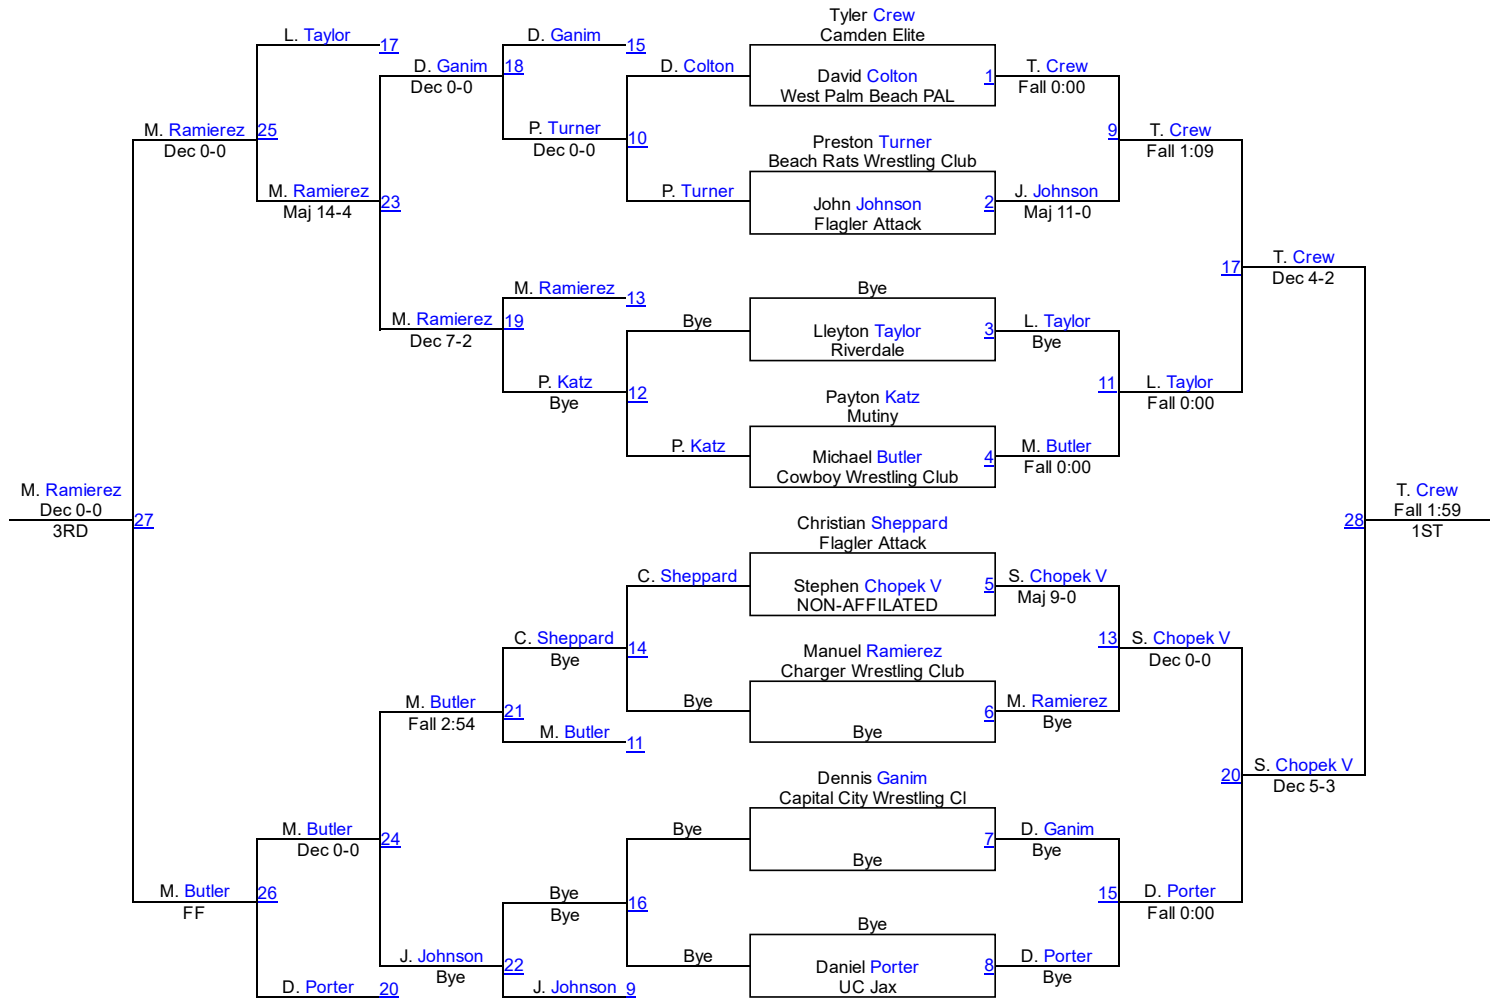 Tyler Crew
Camden Elite
L. Taylor
17
D. Ganim
15
D. Ganim
18
Dec 0-0
D. Colton
David Colton
West Palm Beach PAL
1
T. Crew
Fall 0:00
M. Ramierez
25
Dec 0-0
P. Turner
10
Dec 0-0
Preston Turner
Beach Rats Wrestling Club
9
T. Crew
Fall 1:09
M. Ramierez
23
Maj 14-4
P. Turner
John Johnson
Flagler Attack
2
J. Johnson
Maj 11-0
17
T. Crew
Dec 4-2
M. Ramierez
13
Bye
M. Ramierez
19
Dec 7-2
Bye
Lleyton Taylor
Riverdale
3
L. Taylor
Bye
P. Katz
12
Bye
Payton Katz
Mutiny
11
L. Taylor
Fall 0:00
P. Katz
Michael Butler
Cowboy Wrestling Club
4
M. Butler
Fall 0:00
M. Ramierez
Dec 0-0
27
3RD
Christian Sheppard
Flagler Attack
28
T. Crew
Fall 1:59
1ST
C. Sheppard
Stephen Chopek V
NON-AFFILATED
5
S. Chopek V
Maj 9-0
C. Sheppard
14
Bye
Manuel Ramierez
Charger Wrestling Club
13
S. Chopek V
Dec 0-0
M. Butler
21
Fall 2:54
Bye
6
M. Ramierez
Bye
M. Butler
11
Bye
Dennis Ganim
Capital City Wrestling Cl
20
S. Chopek V
Dec 5-3
M. Butler
24
Dec 0-0
Bye
7
D. Ganim
Bye
Bye
M. Butler
26
FF
Bye
16
Bye
15
D. Porter
Fall 0:00
Bye
J. Johnson
22
Bye
Bye
Daniel Porter
UC Jax
8
D. Porter
Bye
D. Porter
20
J. Johnson
9